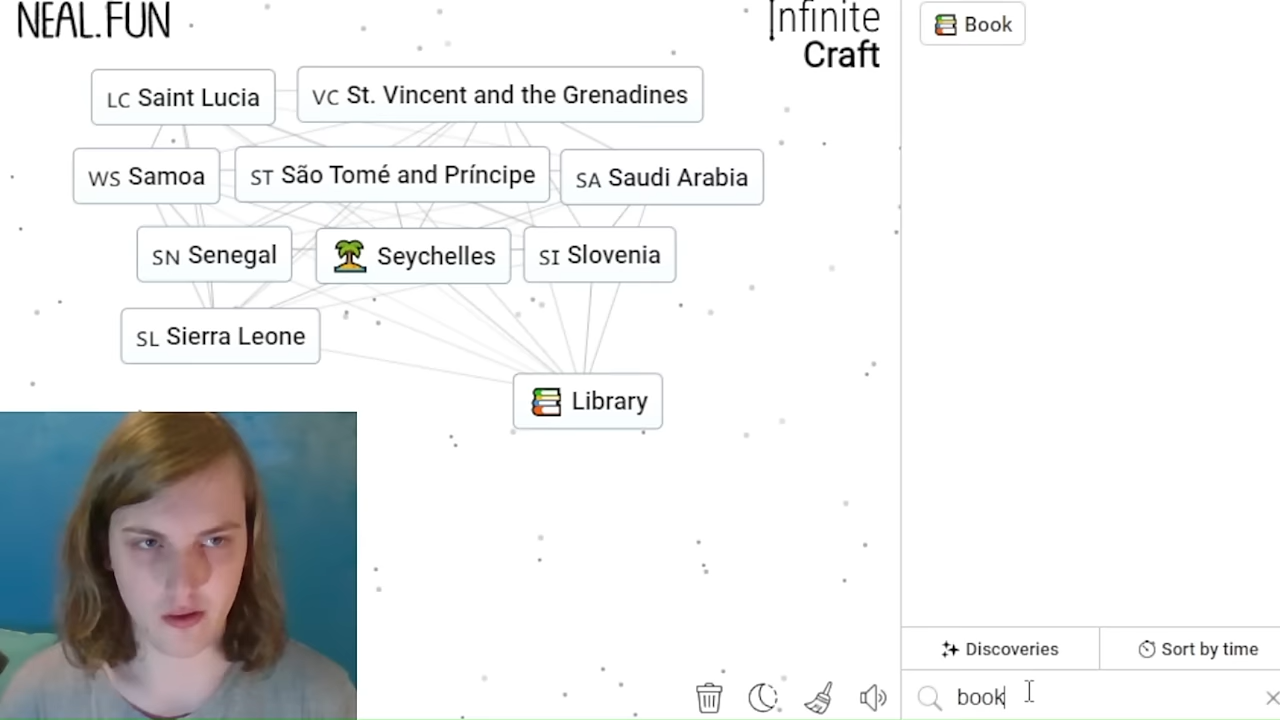 NEAL.FUN
Infinite
Craft
Book
LC Saint Lucia
VC St. Vincent and the Grenadines
WS Samoa
ST São Tomé and Príncipe
SA Saudi Arabia
SN Senegal
Seychelles
SI Slovenia
SL Sierra Leone
Library
Discoveries
Sort by time
book